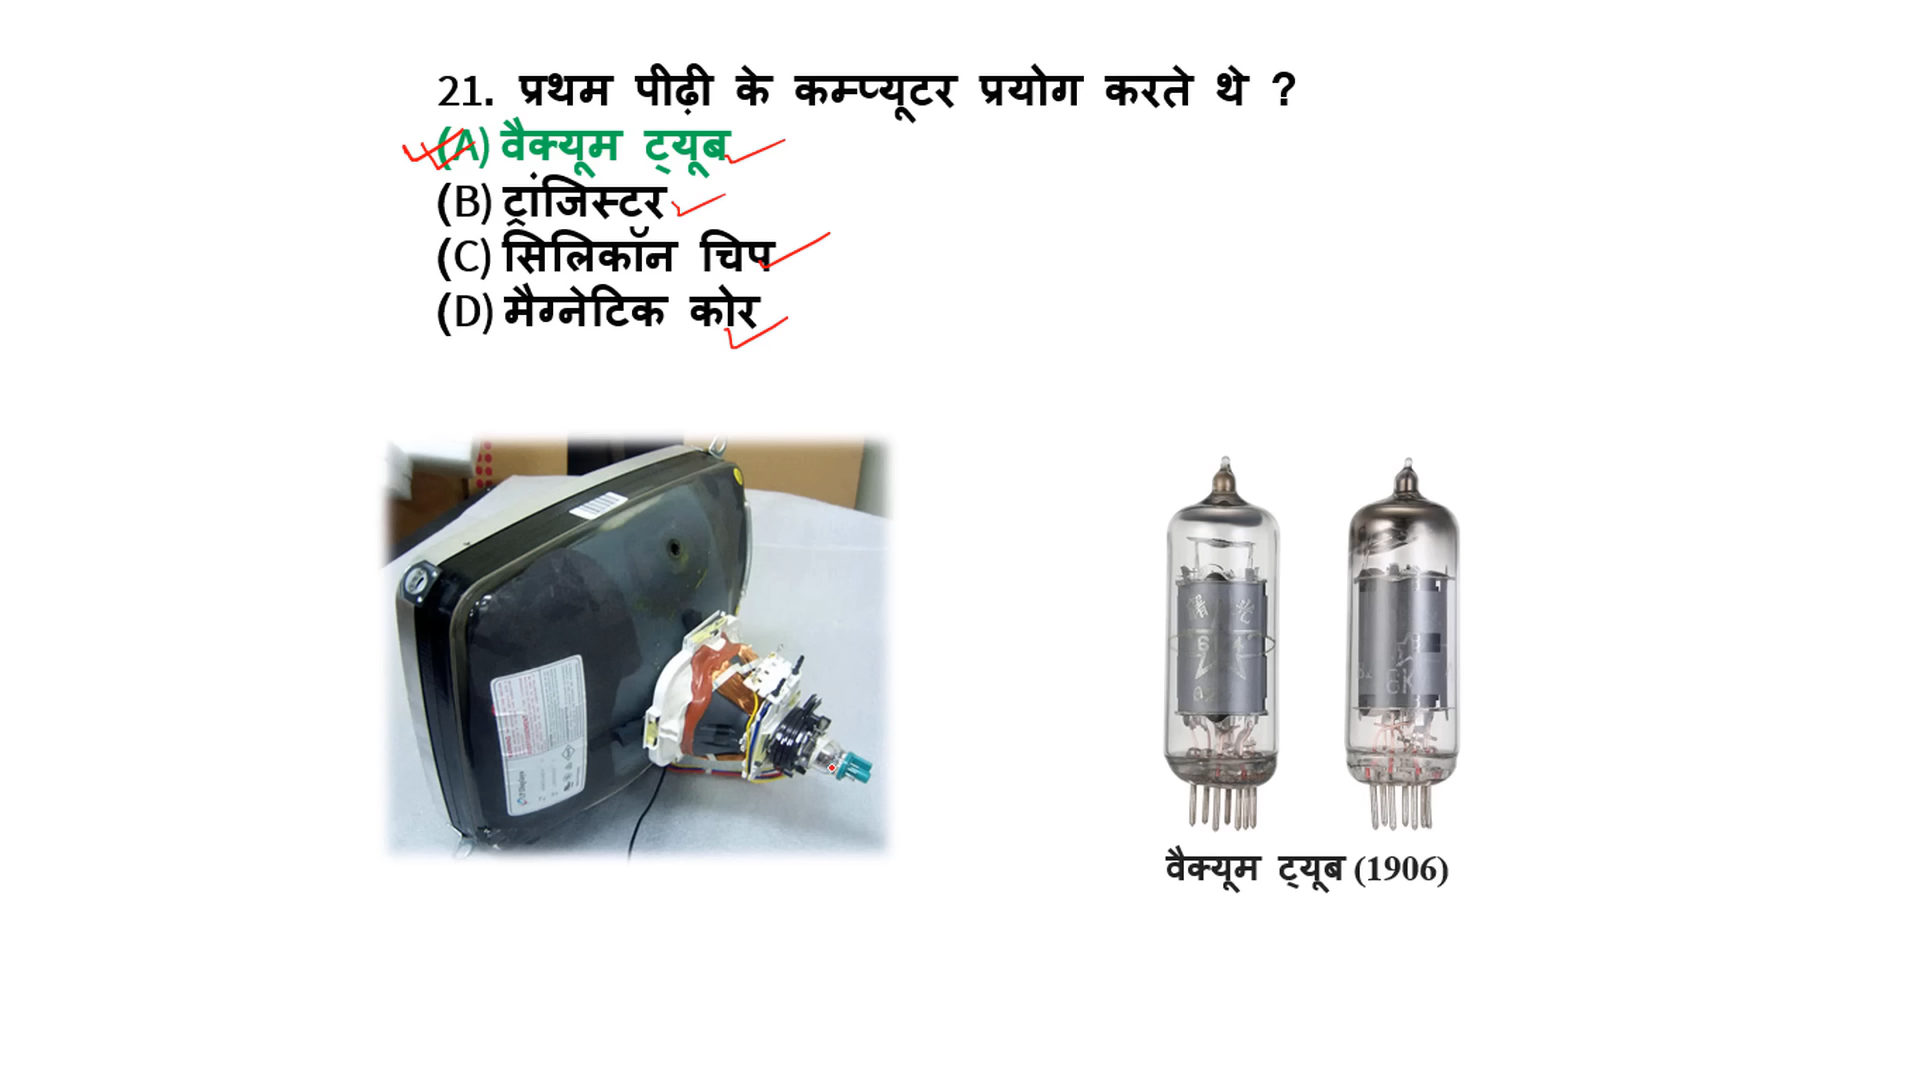 21. प्रथम पीढ़ी के कम्प्यूटर प्रयोग करते थे ?
(A) वैक्यूम ट्यूब
(B) ट्रांजिस्टर
(C) सिलिकॉन चिप
(D) मैग्नेटिक कोर
वैक्यूम ट्यूब (1906)